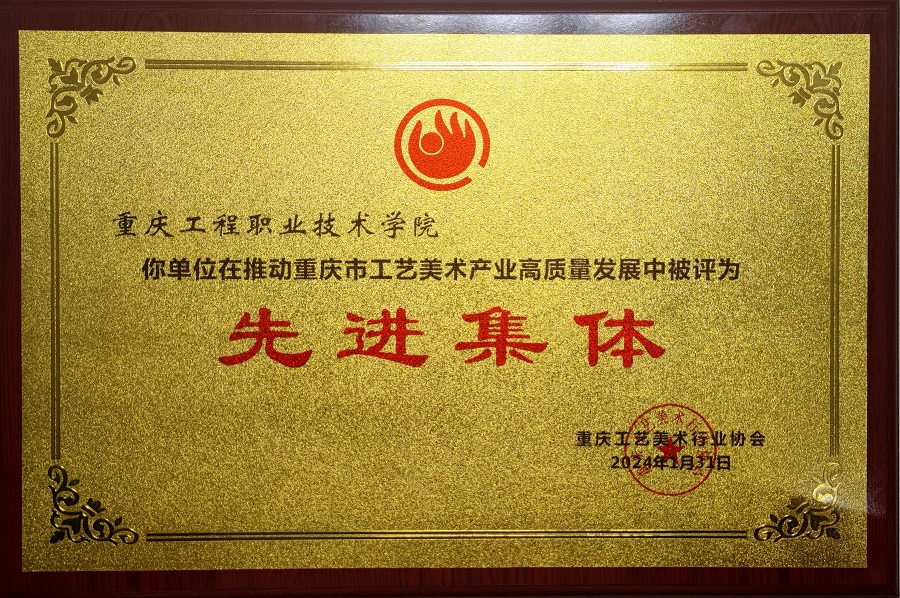 重庆工程职业技术学院
你单位在推动重庆市工艺美术产业高质量发展中被评为
先进集体
重庆工艺美术行业协会
2024年1月31日